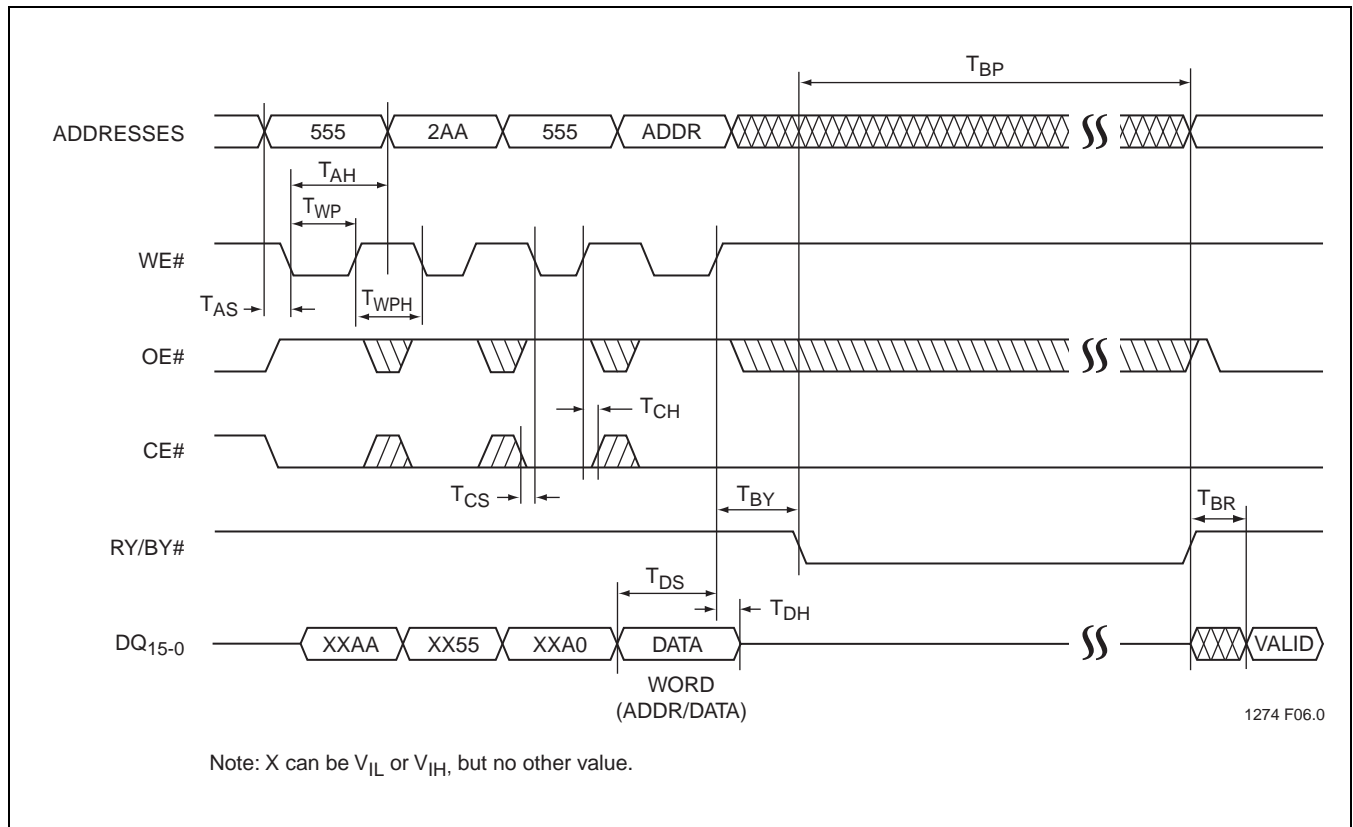 TBP
ADDRESSES 555 2AA 555 ADDR
TAH
TWP
WE#
TAS TWPH
OE#
TCH
CE#
TCS TBY TBR
RY/BY#
TDS
TDH
DQ15-0 XXAA XX55 XXA0 DATA VALID
WORD
(ADDR/DATA)
1274 F06.0
Note: X can be VIL or VIH, but no other value.